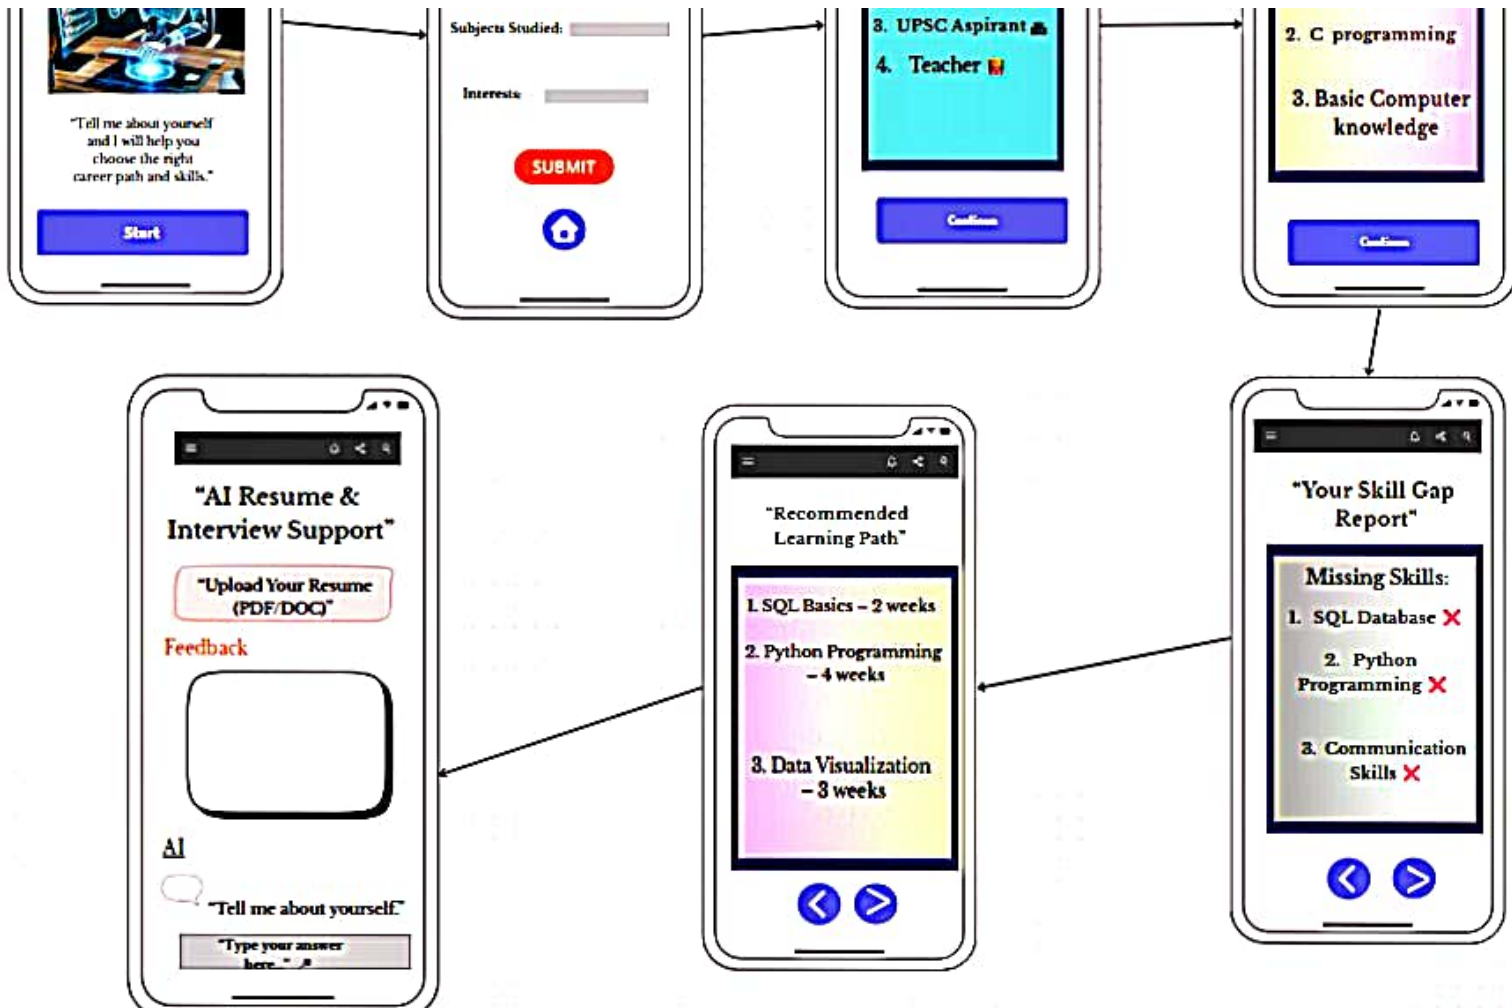 "Tell me about yourself
and I will help you
choose the right
career path and skills."
Start
Subjects Studied:
Interests:
SUBMIT
3. UPSC Aspirant
4. Teacher
Continue
2. C programming
3. Basic Computer
knowledge
Continue
"Your Skill Gap
Report"
Missing Skills:
1. SQL Database ❌
2. Python
Programming ❌
3. Communication
Skills ❌
"Recommended
Learning Path"
1. SQL Basics – 2 weeks
2. Python Programming
– 4 weeks
3. Data Visualization
– 3 weeks
"AI Resume &
Interview Support"
"Upload Your Resume
(PDF/DOC)"
Feedback
AI
"Tell me about yourself."
"Type your answer
here..."